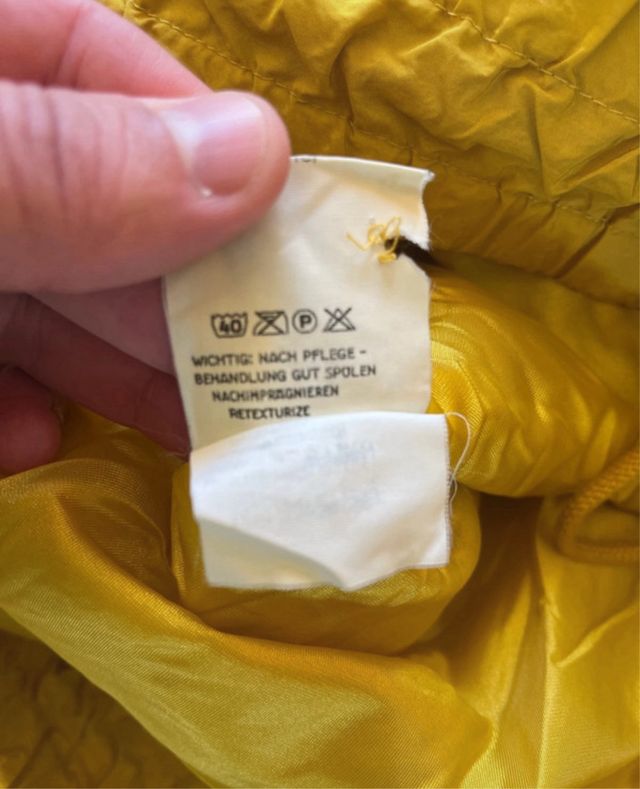 40 P
WICHTIG: NACH PFLEGE -
BEHANDLUNG GUT SPÜLEN
NACHIMPRÄGNIEREN
RETEXTURIZE